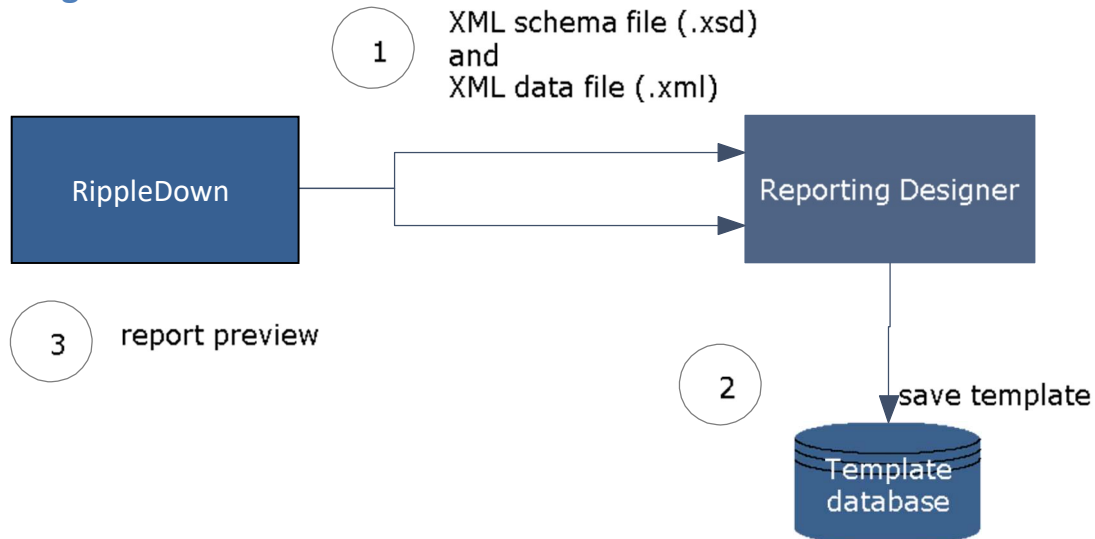 1
XML schema file (.xsd)
and
XML data file (.xml)
RippleDown
Reporting Designer
3
report preview
2
save template
Template
database